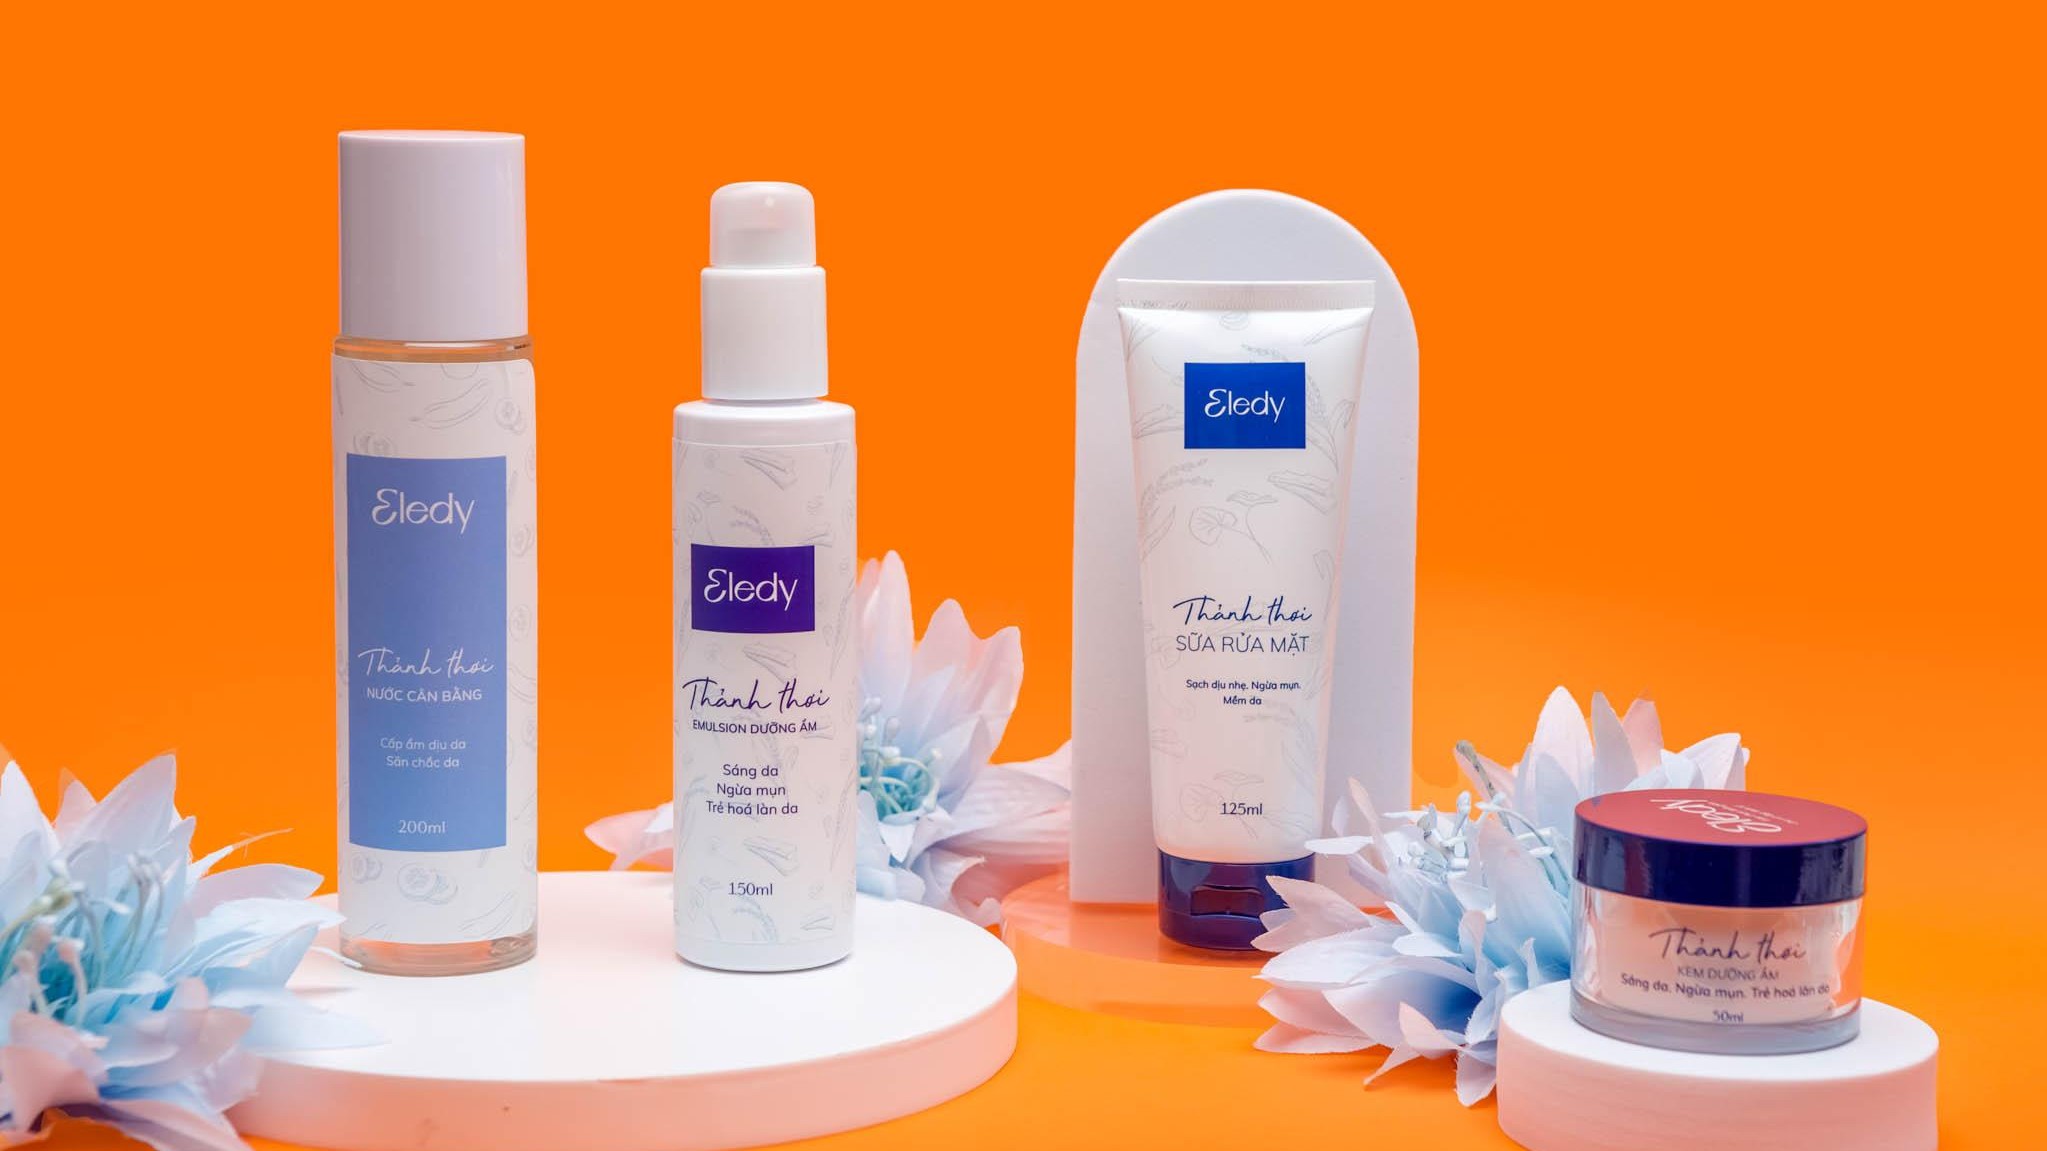 Eledy
Thảnh thơi
NƯỚC CÂN BẰNG
Cấp ẩm dịu da
Săn chắc da
200ml
Eledy
Thảnh thơi
EMULSION DƯỠNG ẨM
Sáng da
Ngừa mụn
Trẻ hoá làn da
150ml
Eledy
Thảnh thơi
SỮA RỬA MẶT
Sạch dịu nhẹ. Ngừa mụn.
Mềm da
125ml
Eledy
Thảnh thơi
KEM DƯỠNG ẨM
Sáng da. Ngừa mụn. Trẻ hoá làn da
50ml